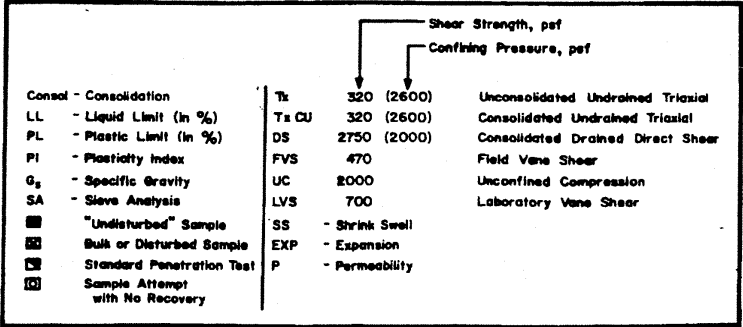 Shear Strength, psf
Confining Pressure, psf
Consol - Consolidation
LL - Liquid Limit (in %)
PL - Plastic Limit (in %)
PI - Plasticity Index
Gs - Specific Gravity
SA - Sieve Analysis
"Undisturbed" Sample
Bulk or Disturbed Sample
Standard Penetration Test
Sample Attempt
with No Recovery
Tx 320 (2600) Unconsolidated Undrained Triaxial
Tx CU 320 (2600) Consolidated Undrained Triaxial
DS 2750 (2000) Consolidated Drained Direct Shear
FVS 470 Field Vane Shear
UC 2000 Unconfined Compression
LVS 700 Laboratory Vane Shear
SS - Shrink Swell
EXP - Expansion
P - Permeability